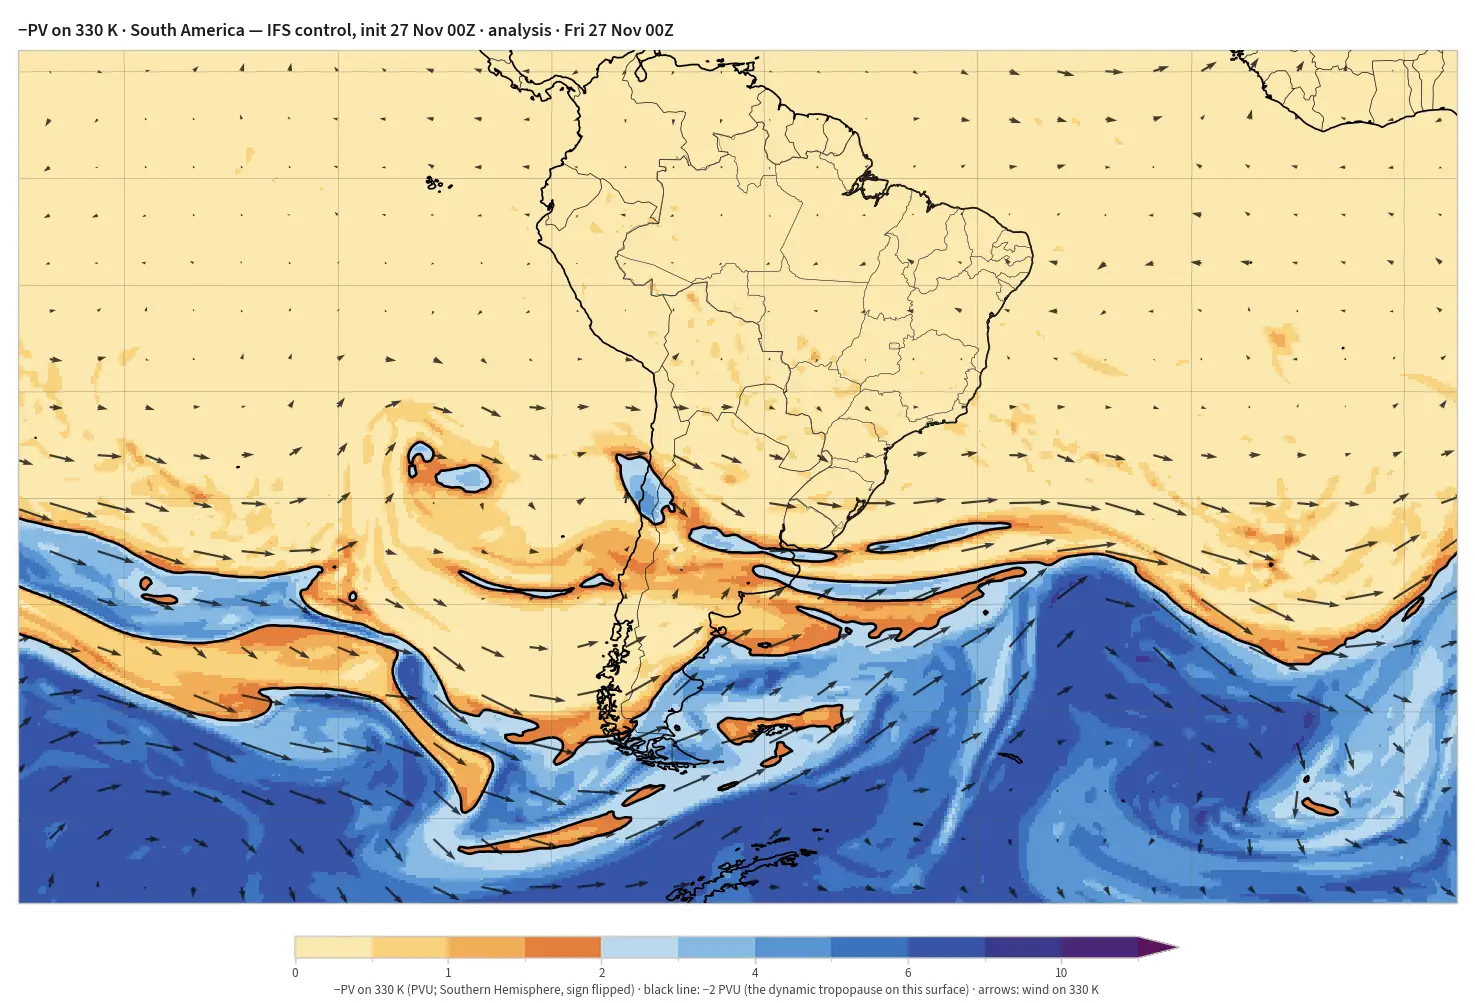 −PV on 330 K · South America — IFS control, init 27 Nov 00Z · analysis · Fri 27 Nov 00Z
0 1 2 4 6 10
−PV on 330 K (PVU; Southern Hemisphere, sign flipped) · black line: −2 PVU (the dynamic tropopause on this surface) · arrows: wind on 330 K